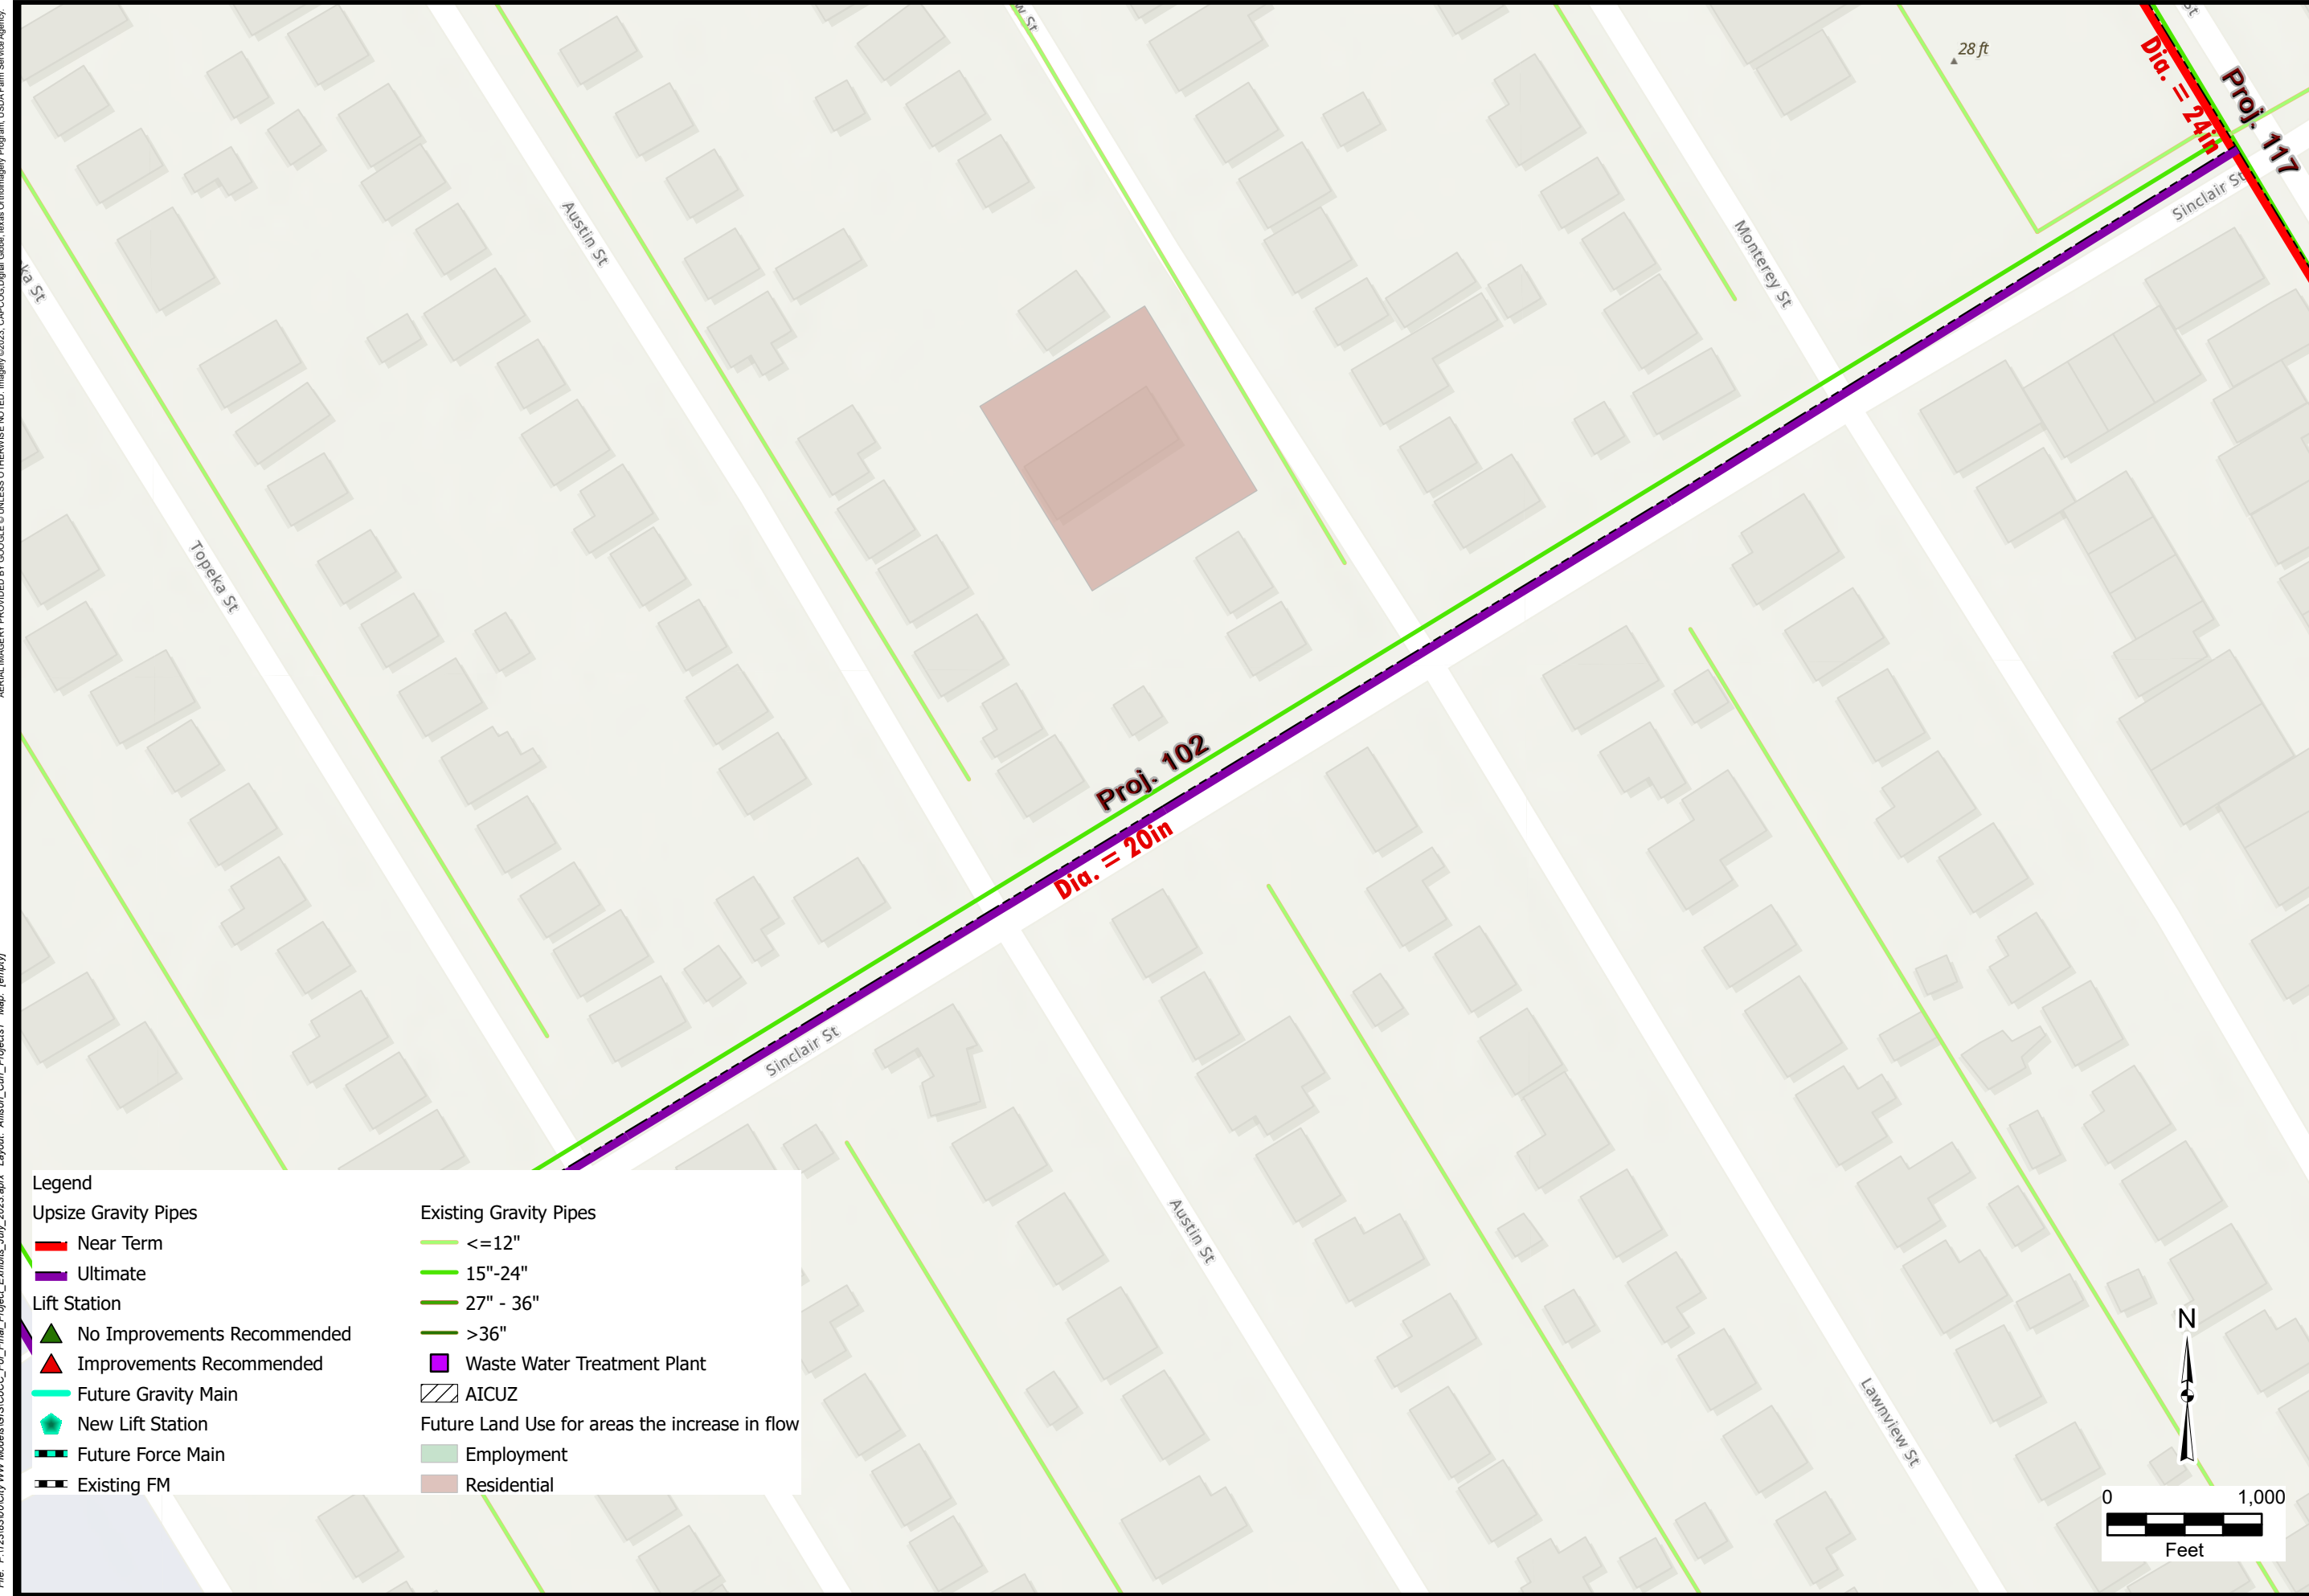 28 ft
Dia. = 24in
Proj. 117
Sinclair St
Austin St
Monterey St
Topeka St
Proj. 102
Dia. = 20in
Sinclair St
Austin St
Lawnview St
Legend
Upsize Gravity Pipes
Near Term
Ultimate
Lift Station
No Improvements Recommended
Improvements Recommended
Future Gravity Main
New Lift Station
Future Force Main
Existing FM
Existing Gravity Pipes
<=12"
15"-24"
27" - 36"
>36"
Waste Water Treatment Plant
AICUZ
Future Land Use for areas the increase in flow
Employment
Residential
N
0 1,000
Feet